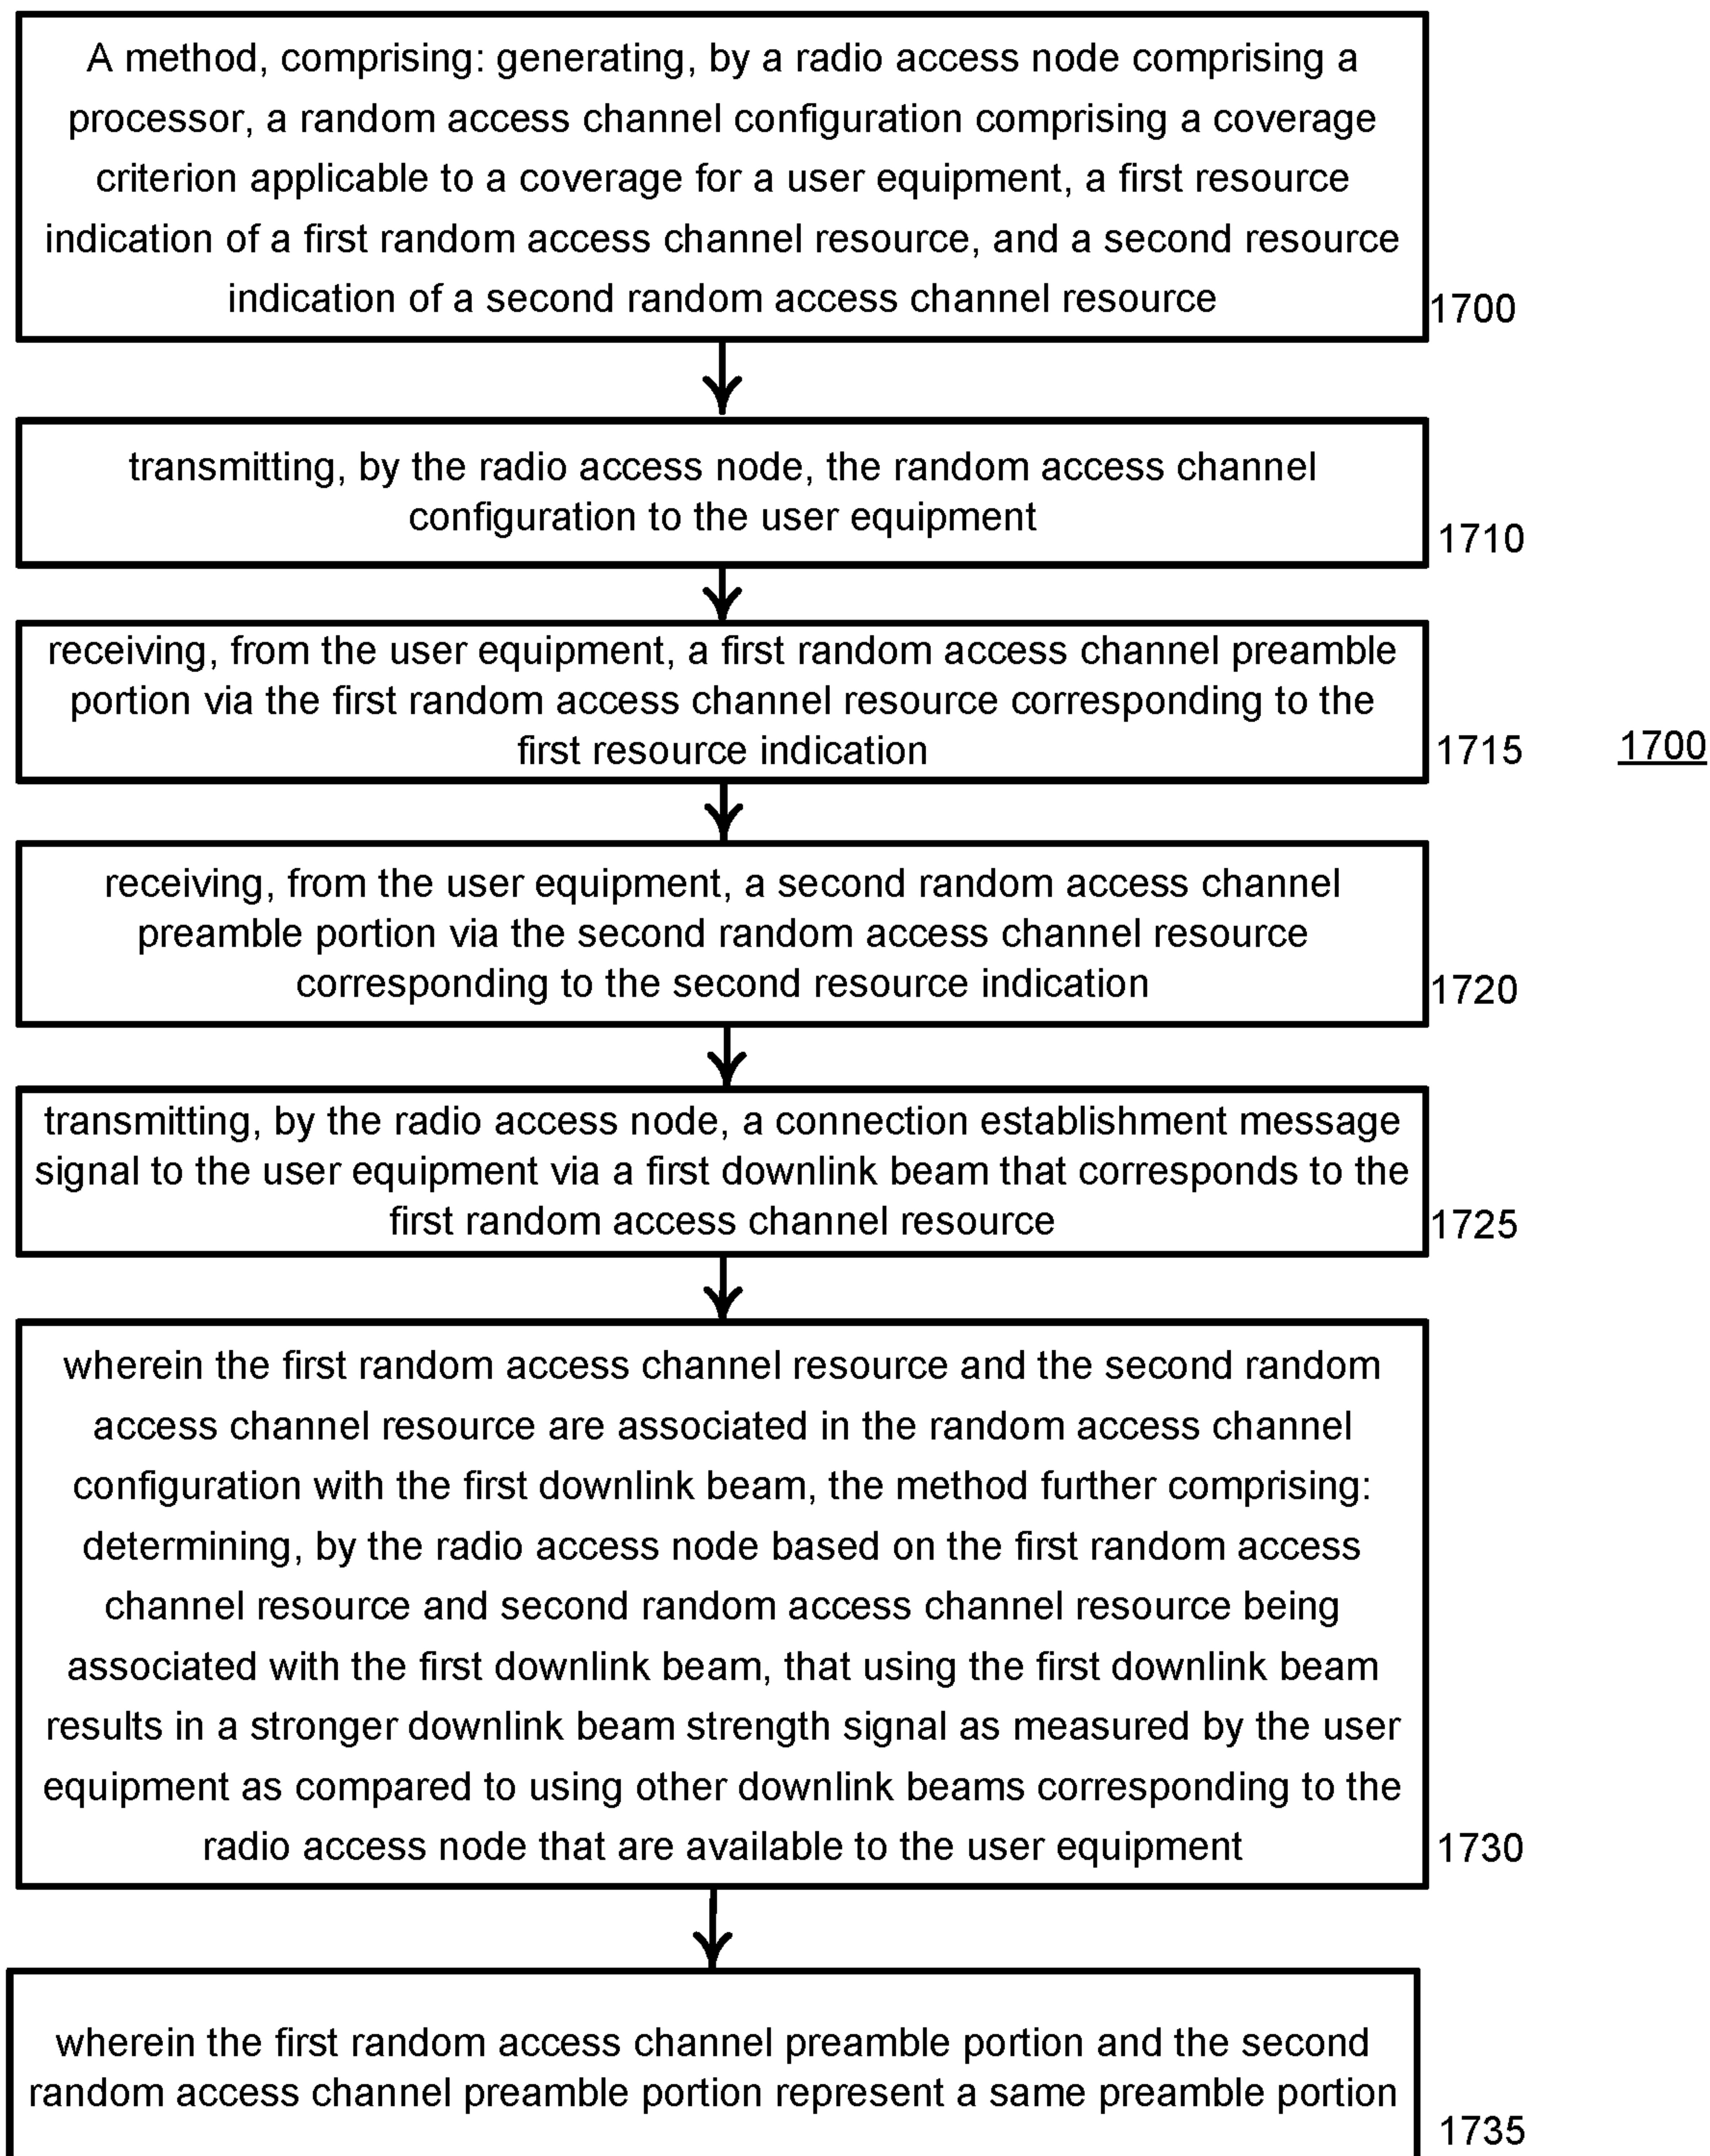 A method, comprising: generating, by a radio access node comprising a
processor, a random access channel configuration comprising a coverage
criterion applicable to a coverage for a user equipment, a first resource
indication of a first random access channel resource, and a second resource
indication of a second random access channel resource
1700
transmitting, by the radio access node, the random access channel
configuration to the user equipment
1710
receiving, from the user equipment, a first random access channel preamble
portion via the first random access channel resource corresponding to the
first resource indication
1715
1700
receiving, from the user equipment, a second random access channel
preamble portion via the second random access channel resource
corresponding to the second resource indication
1720
transmitting, by the radio access node, a connection establishment message
signal to the user equipment via a first downlink beam that corresponds to the
first random access channel resource
1725
wherein the first random access channel resource and the second random
access channel resource are associated in the random access channel
configuration with the first downlink beam, the method further comprising:
determining, by the radio access node based on the first random access
channel resource and second random access channel resource being
associated with the first downlink beam, that using the first downlink beam
results in a stronger downlink beam strength signal as measured by the user
equipment as compared to using other downlink beams corresponding to the
radio access node that are available to the user equipment
1730
wherein the first random access channel preamble portion and the second
random access channel preamble portion represent a same preamble portion
1735